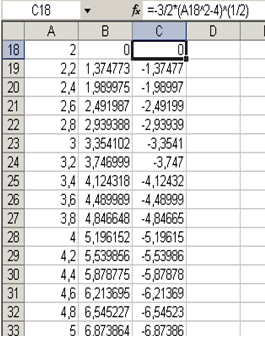 C18 fx =-3/2*(A18^2-4)^(1/2)
A B C D
18 2 0 0
19 2,2 1,374773 -1,37477
20 2,4 1,989975 -1,98997
21 2,6 2,491987 -2,49199
22 2,8 2,939388 -2,93939
23 3 3,354102 -3,3541
24 3,2 3,746999 -3,747
25 3,4 4,124318 -4,12432
26 3,6 4,489989 -4,48999
27 3,8 4,846648 -4,84665
28 4 5,196152 -5,19615
29 4,2 5,539856 -5,53986
30 4,4 5,878775 -5,87878
31 4,6 6,213695 -6,21369
32 4,8 6,545227 -6,54523
33 5 6,873864 -6,87386